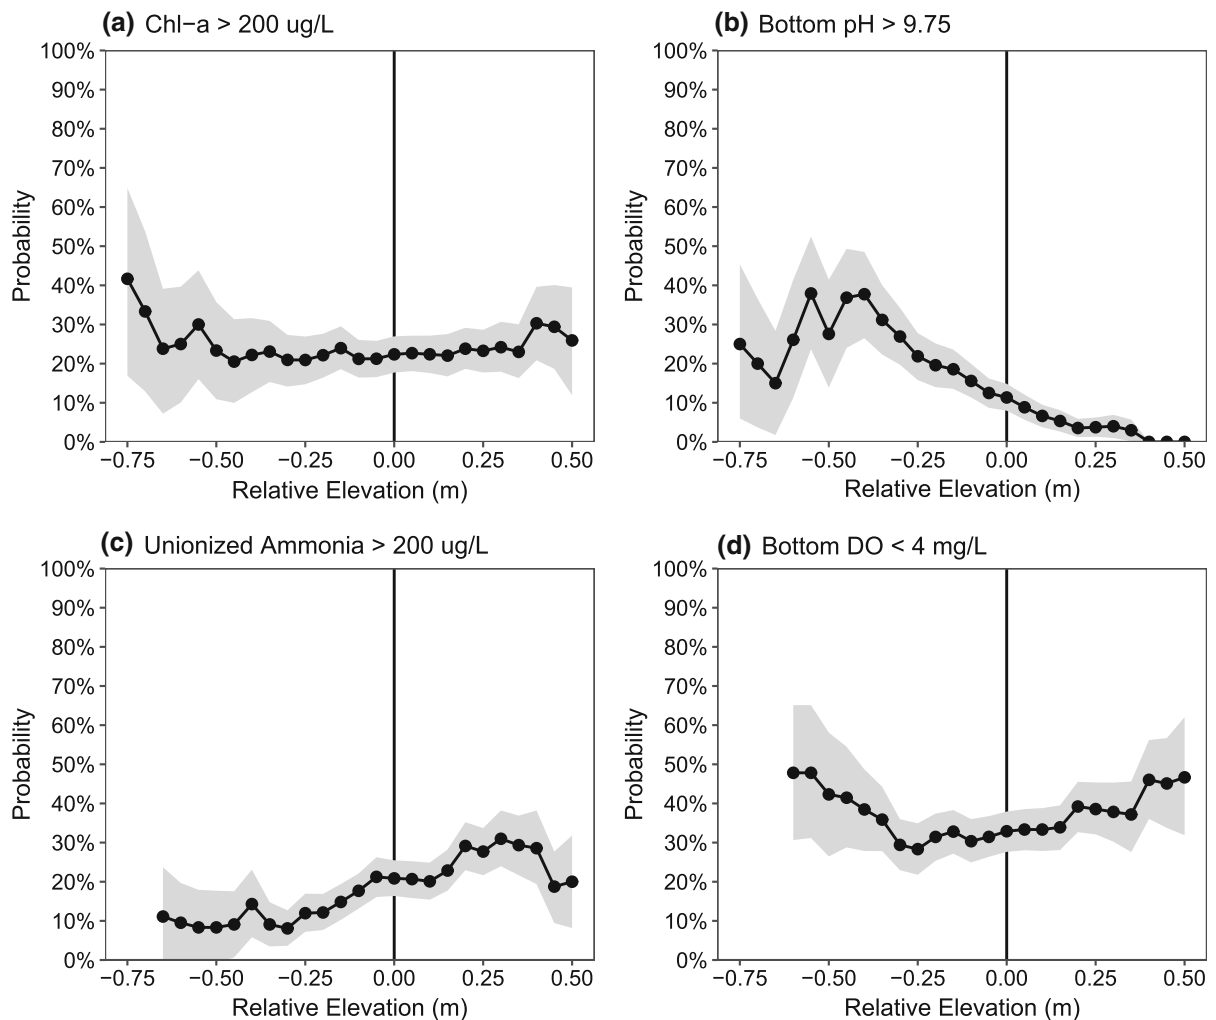 (a) Chl−a > 200 ug/L
100%
90%
80%
70%
60%
50%
40%
30%
20%
10%
0%
Probability
−0.75 −0.50 −0.25 0.00 0.25 0.50
Relative Elevation (m)
(b) Bottom pH > 9.75
100%
90%
80%
70%
60%
50%
40%
30%
20%
10%
0%
Probability
−0.75 −0.50 −0.25 0.00 0.25 0.50
Relative Elevation (m)
(c) Unionized Ammonia > 200 ug/L
100%
90%
80%
70%
60%
50%
40%
30%
20%
10%
0%
Probability
−0.75 −0.50 −0.25 0.00 0.25 0.50
Relative Elevation (m)
(d) Bottom DO < 4 mg/L
100%
90%
80%
70%
60%
50%
40%
30%
20%
10%
0%
Probability
−0.75 −0.50 −0.25 0.00 0.25 0.50
Relative Elevation (m)